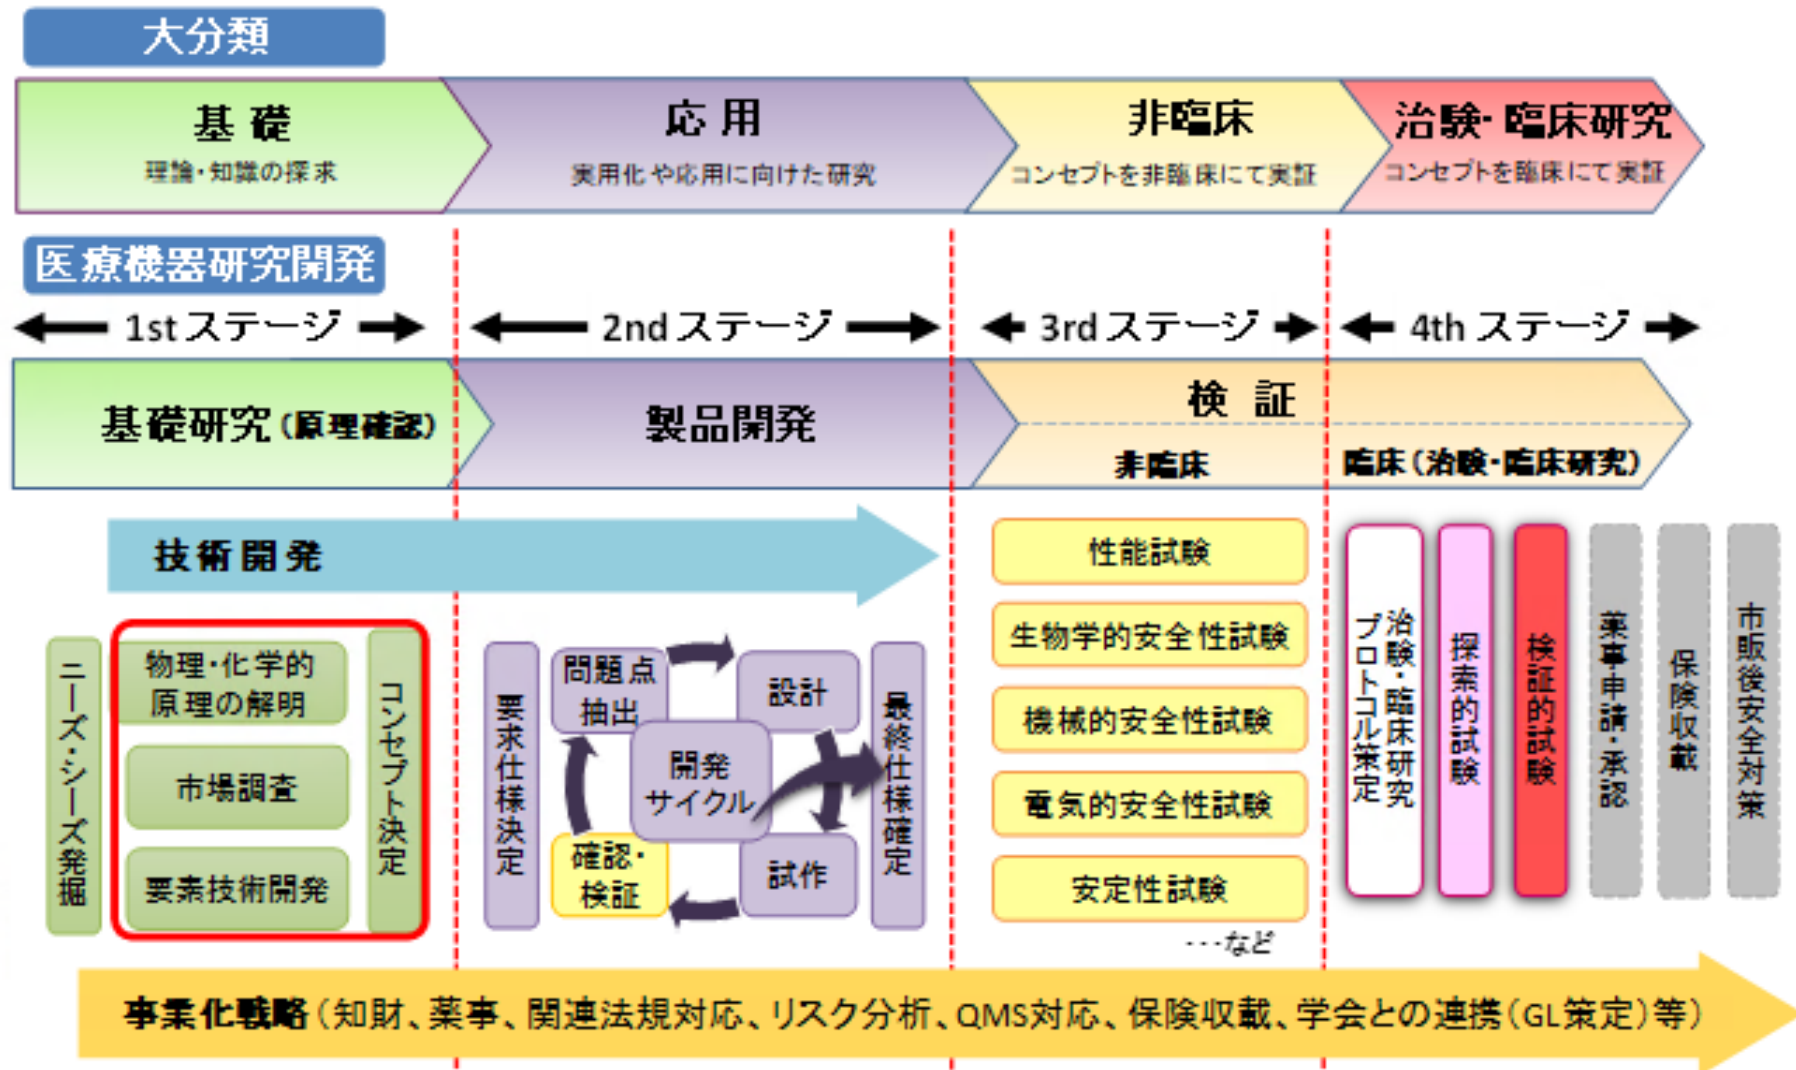 大分類
基礎
理論・知識の探求
応用
実用化や応用に向けた研究
非臨床
コンセプトを非臨床にて実証
治験・臨床研究
コンセプトを臨床にて実証
医療機器研究開発
1st ステージ
2nd ステージ
3rd ステージ
4th ステージ
基礎研究(原理確認)
製品開発
検証
非臨床
臨床(治験・臨床研究)
技術開発
ニーズ・シーズ発掘
物理・化学的
原理の解明
市場調査
要素技術開発
コンセプト決定
要求仕様決定
問題点
抽出
設計
開発
サイクル
確認・
検証
試作
最終仕様確定
性能試験
生物学的安全性試験
機械的安全性試験
電気的安全性試験
安定性試験
・・・など
治験・臨床研究
プロトコル策定
探索的試験
検証的試験
薬事申請・承認
保険収載
市販後安全対策
事業化戦略(知財、薬事、関連法規対応、リスク分析、QMS対応、保険収載、学会との連携(GL策定)等)